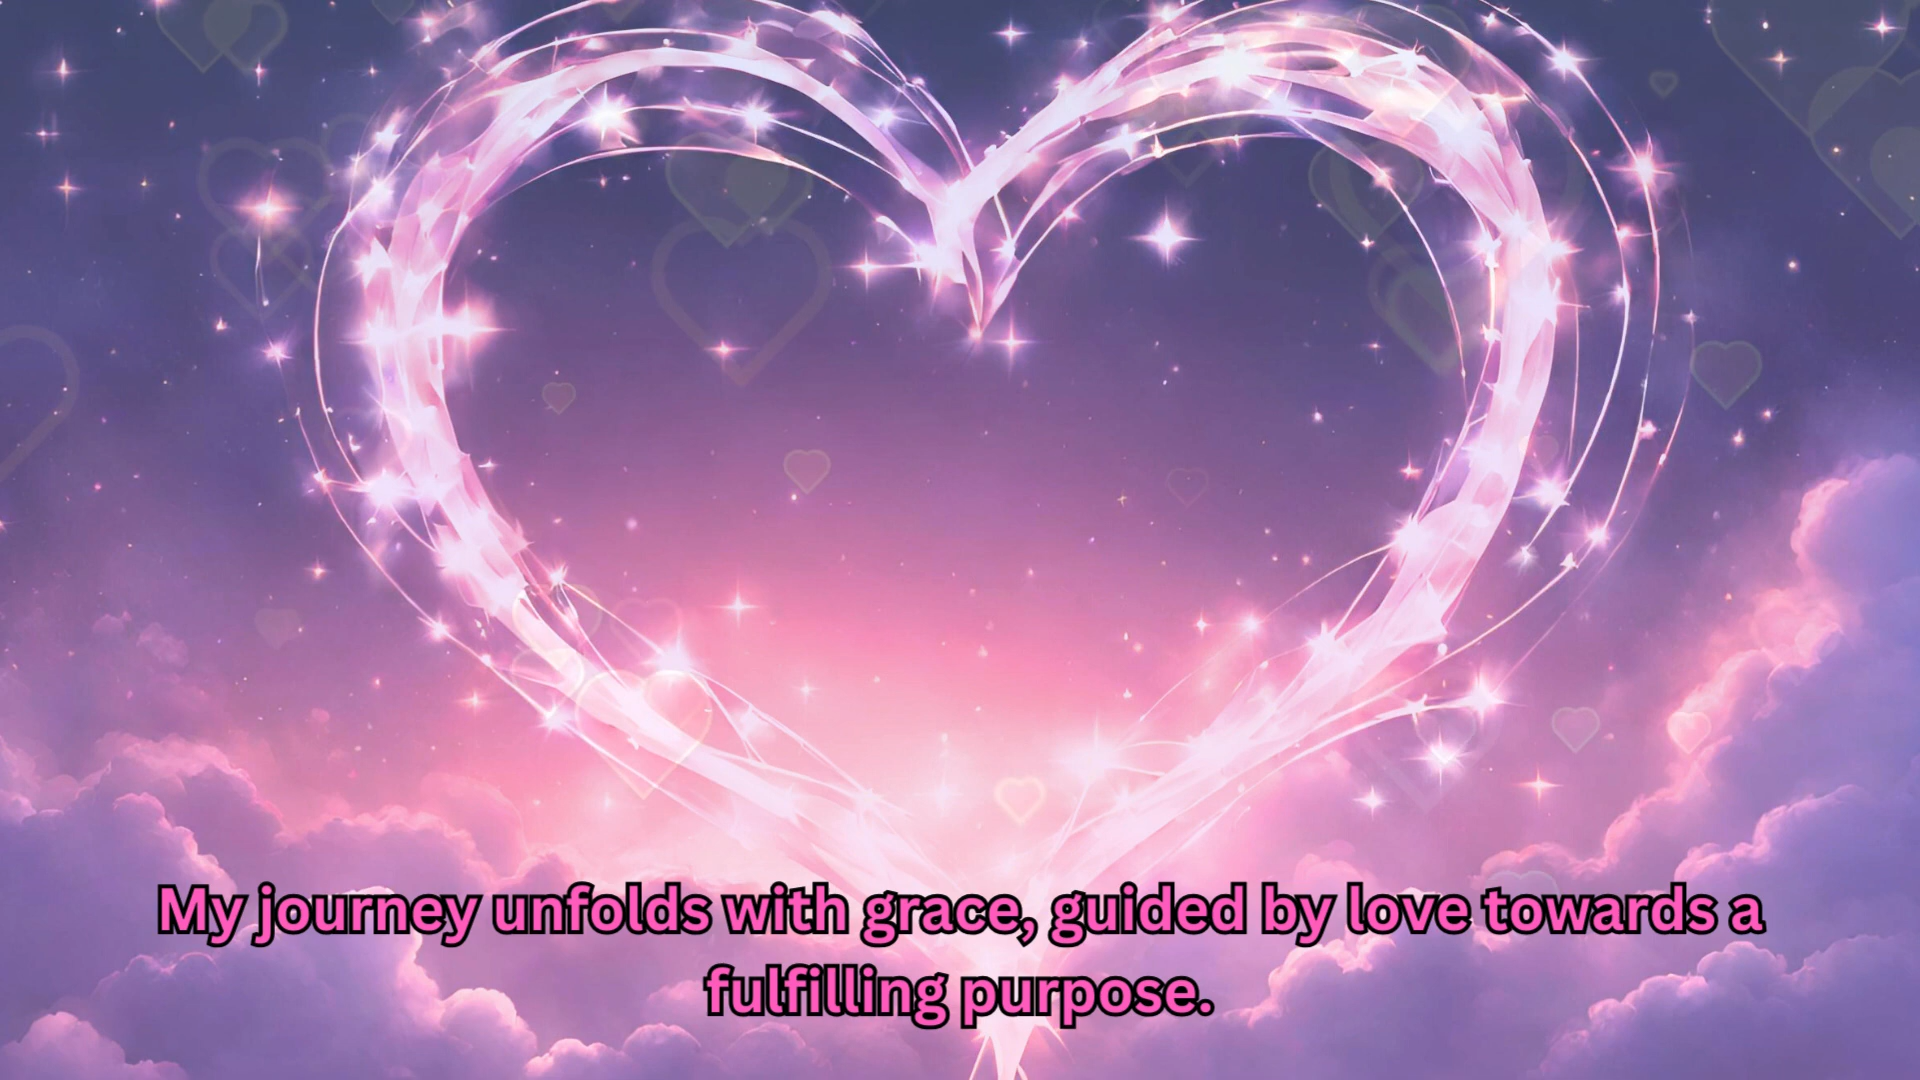 My journey unfolds with grace, guided by love towards a
fulfilling purpose.